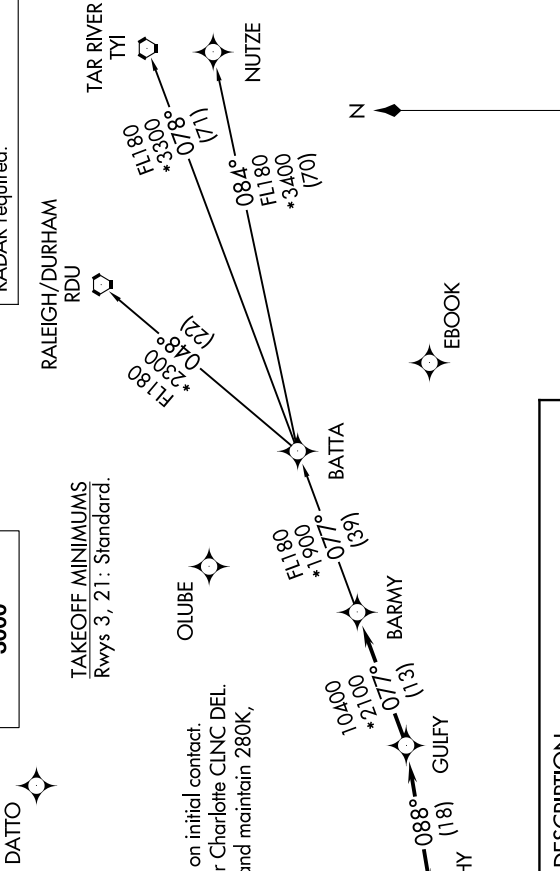 RADAR required.
TAR RIVER
TYI
NUTZE
FL180
*3300
078°
(71)
084°
FL180
*3400
(70)
N
RALEIGH/DURHAM
RDU
FL180
*2300
048°
(22)
EBOOK
BATTA
TAKEOFF MINIMUMS
Rwys 3, 21: Standard.
OLUBE
FL180
*1900
077°
(39)
BARMY
10400
*2100
077°
(13)
GULFY
088°
(18)
DATTO
on initial contact.
Charlotte CLNC DEL.
and maintain 280K,
HY
DESCRIPTION